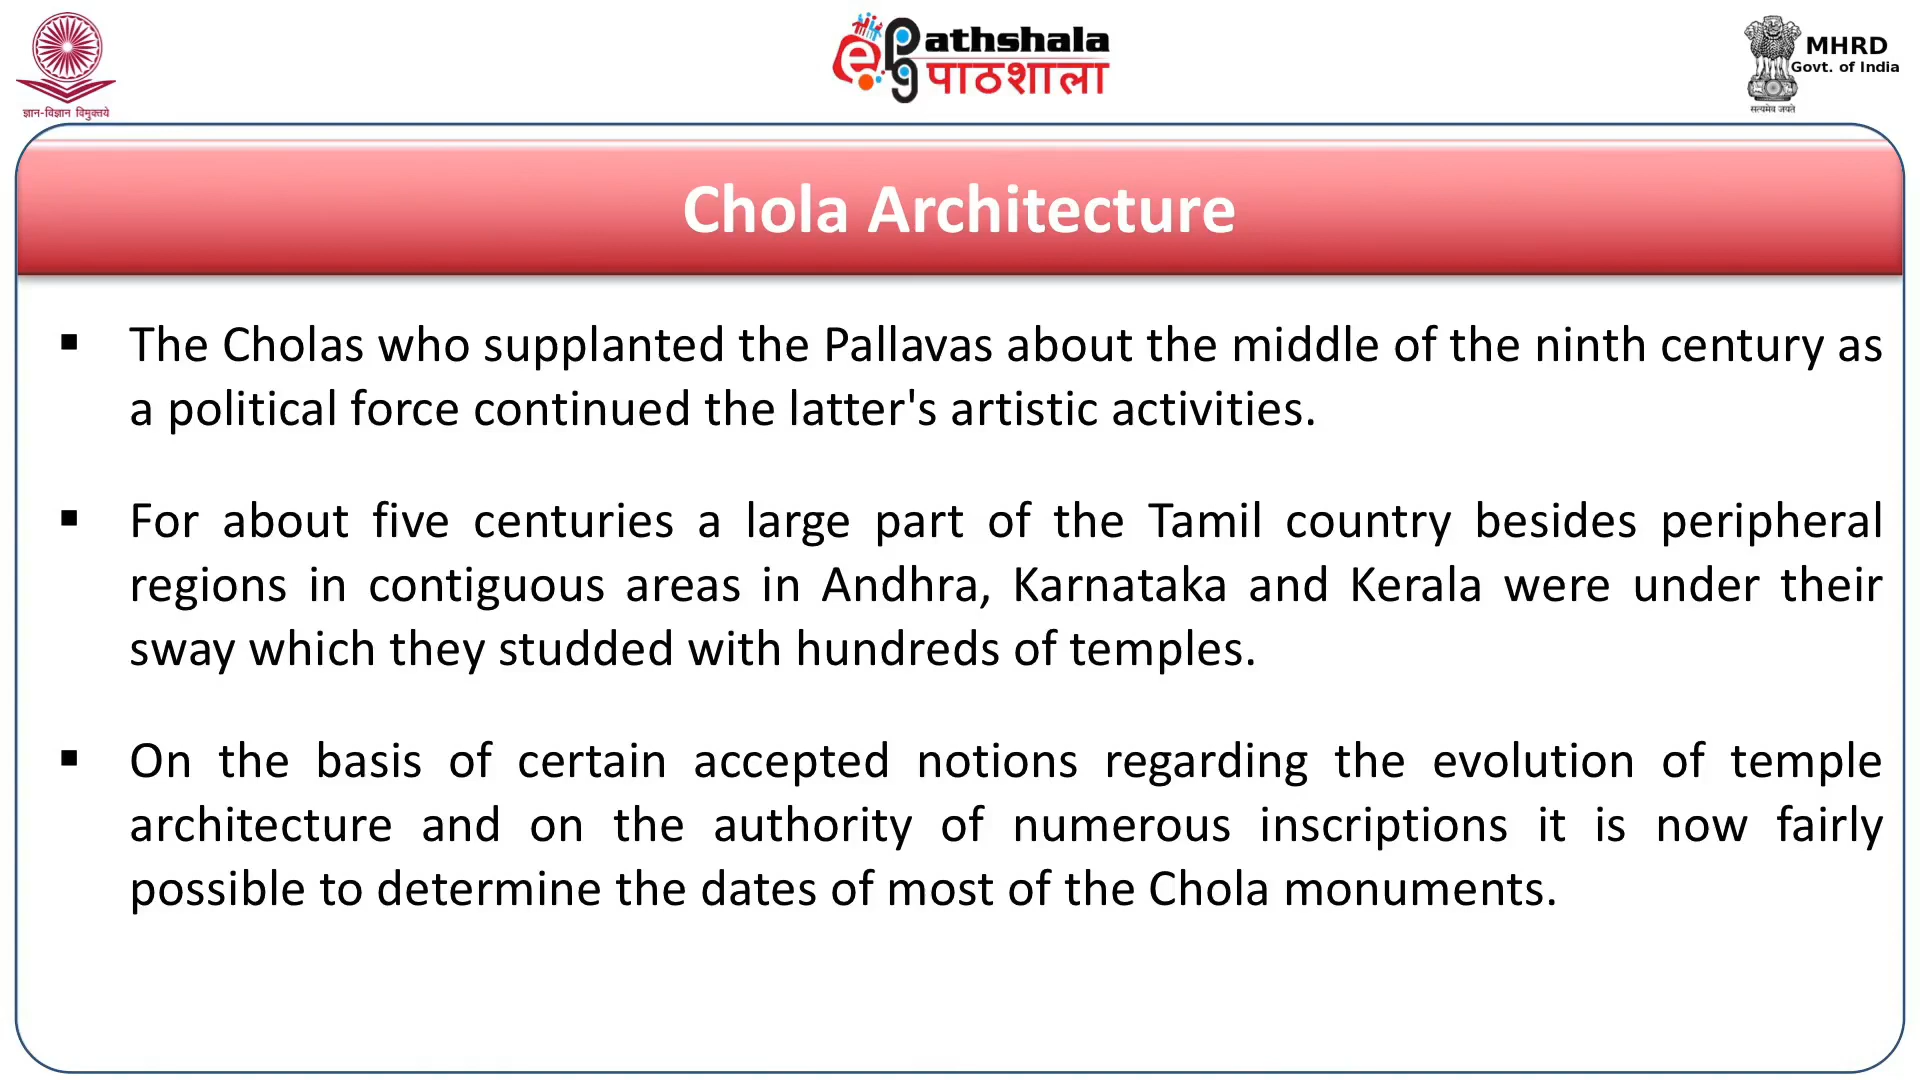 ज्ञान-विज्ञान विमुक्तये
ePathshala
पाठशाला
MHRD
Govt. of India
सत्यमेव जयते
Chola Architecture
▪ The Cholas who supplanted the Pallavas about the middle of the ninth century as
a political force continued the latter's artistic activities.
▪ For about five centuries a large part of the Tamil country besides peripheral
regions in contiguous areas in Andhra, Karnataka and Kerala were under their
sway which they studded with hundreds of temples.
▪ On the basis of certain accepted notions regarding the evolution of temple
architecture and on the authority of numerous inscriptions it is now fairly
possible to determine the dates of most of the Chola monuments.